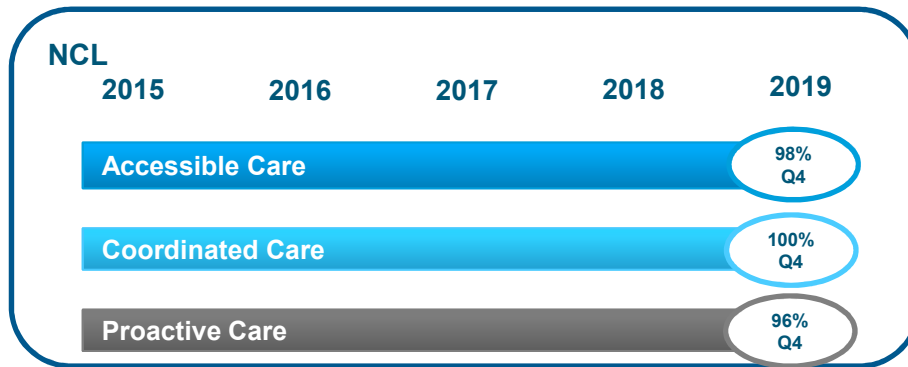 NCL
2015 2016 2017 2018 2019
Accessible Care
98%
Q4
Coordinated Care
100%
Q4
Proactive Care
96%
Q4